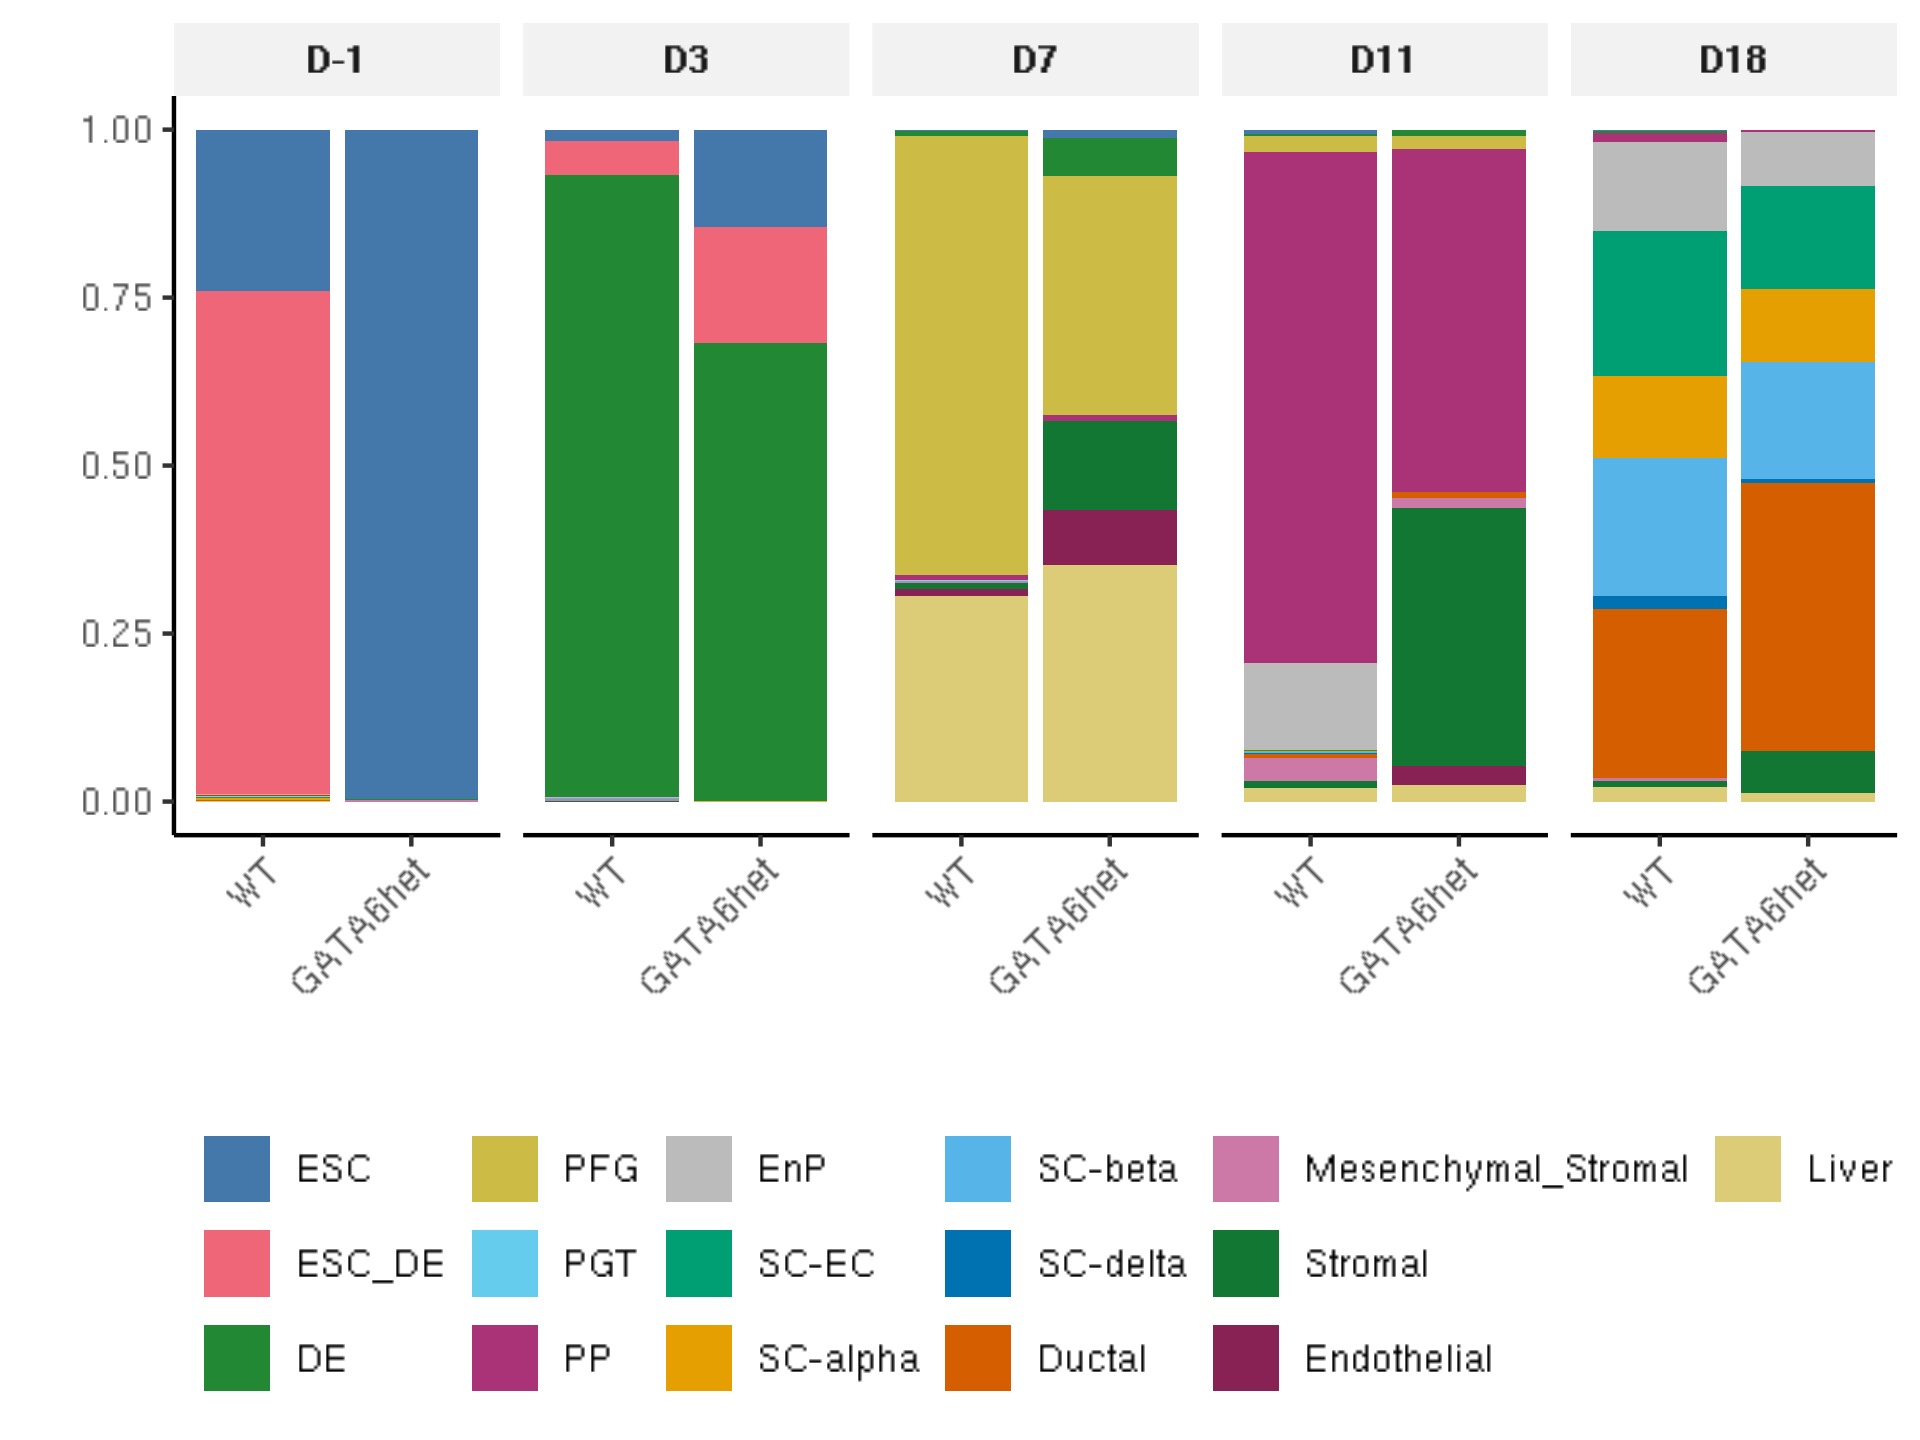 D-1 D3 D7 D11 D18
1.00
0.75
0.50
0.25
0.00
WT GATA6het WT GATA6het WT GATA6het WT GATA6het WT GATA6het
ESC PFG EnP SC-beta Mesenchymal_Stromal Liver
ESC_DE PGT SC-EC SC-delta Stromal
DE PP SC-alpha Ductal Endothelial